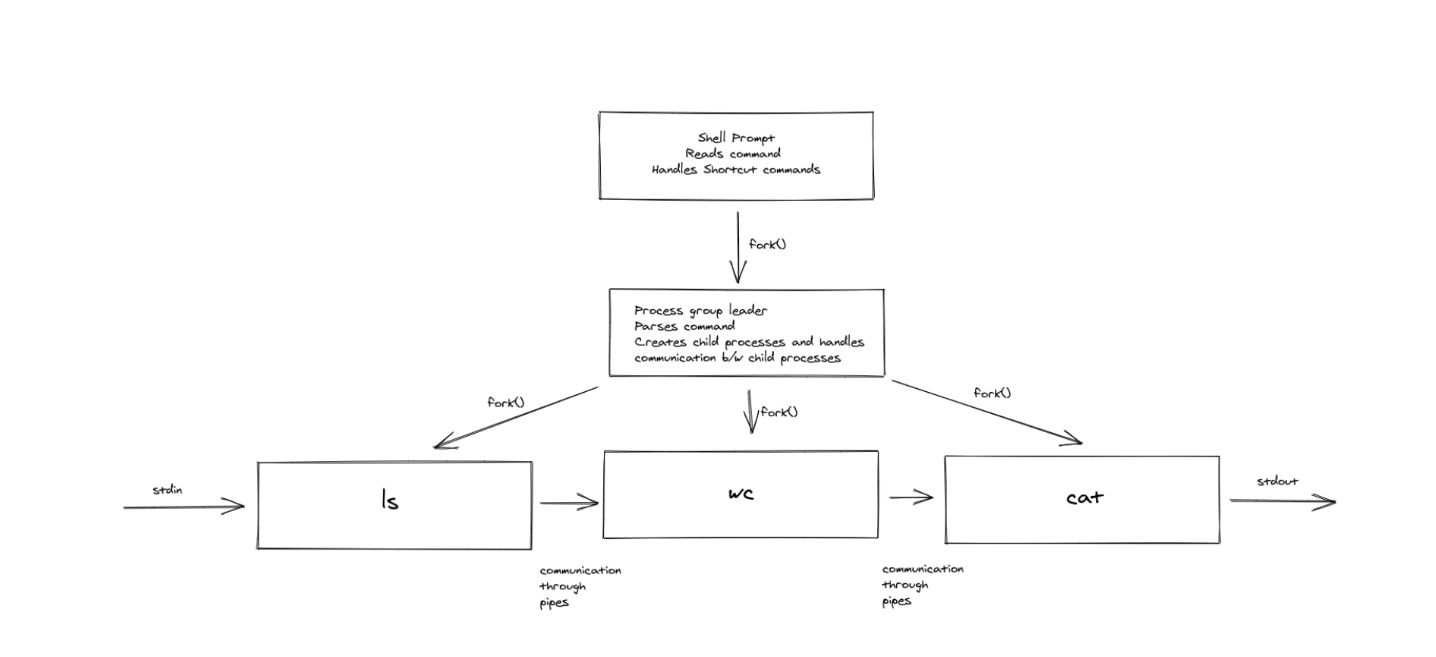 Shell Prompt
Reads command
Handles Shortcut commands
fork()
Process group leader
Parses command
Creates child processes and handles
communication b/w child processes
fork()
fork()
fork()
stdin
ls
wc
cat
stdout
communication
through
pipes
communication
through
pipes